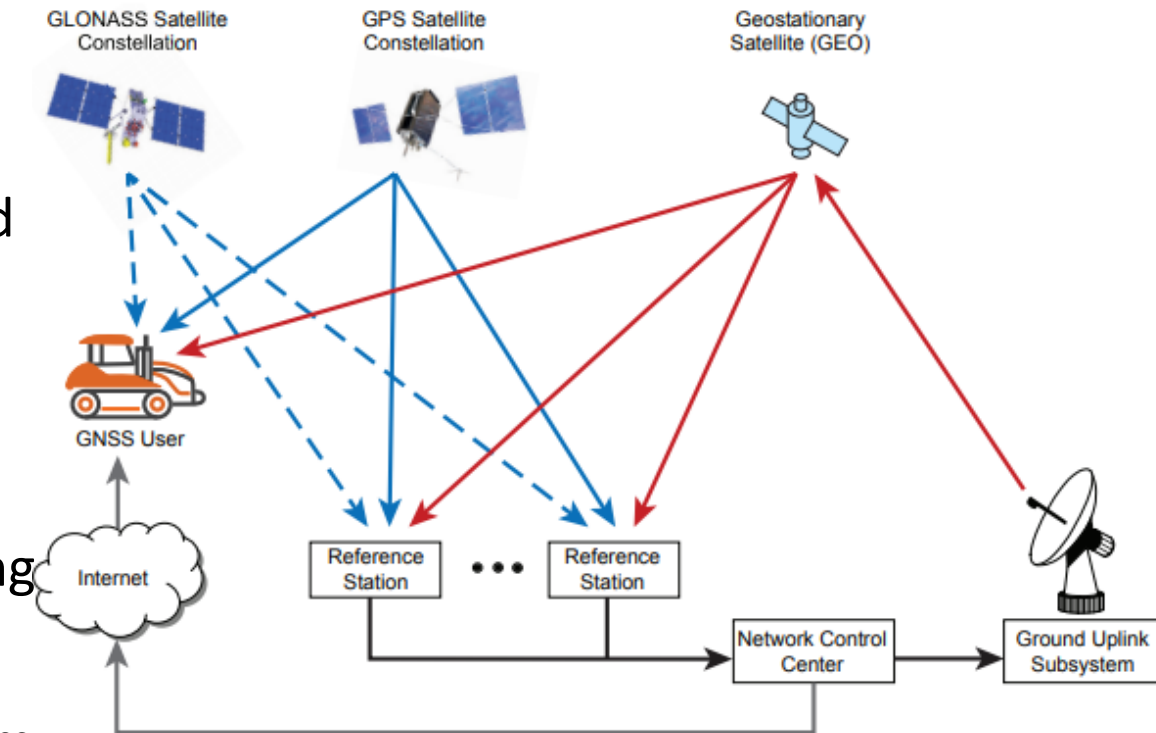 GLONASS Satellite
Constellation
GPS Satellite
Constellation
Geostationary
Satellite (GEO)
d
GNSS User
ng
Internet
Reference
Station
Reference
Station
Network Control
Center
Ground Uplink
Subsystem